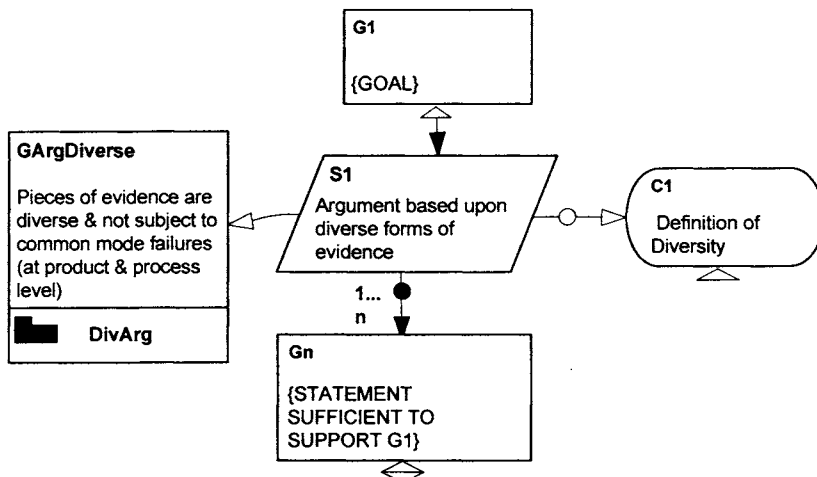 G1
{GOAL}
GArgDiverse
Pieces of evidence are
diverse & not subject to
common mode failures
(at product & process
level)
DivArg
S1
Argument based upon
diverse forms of
evidence
C1
Definition of
Diversity
1...
n
Gn
{STATEMENT
SUFFICIENT TO
SUPPORT G1}